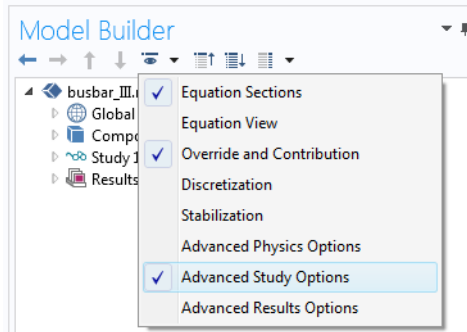 Model Builder
busbar_III.
Global
Compo
Study 1
Results
Equation Sections
Equation View
Override and Contribution
Discretization
Stabilization
Advanced Physics Options
Advanced Study Options
Advanced Results Options